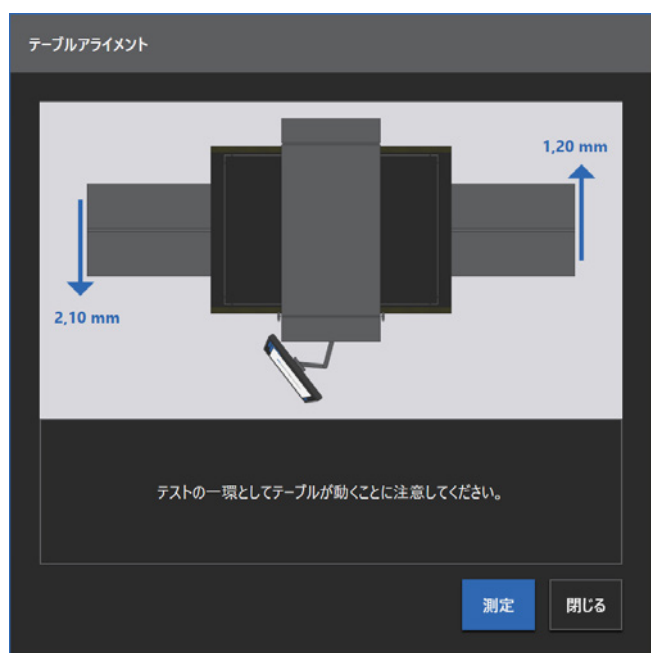 テーブルアライメント
1,20 mm
2,10 mm
テストの一環としてテーブルが動くことに注意してください。
測定
閉じる